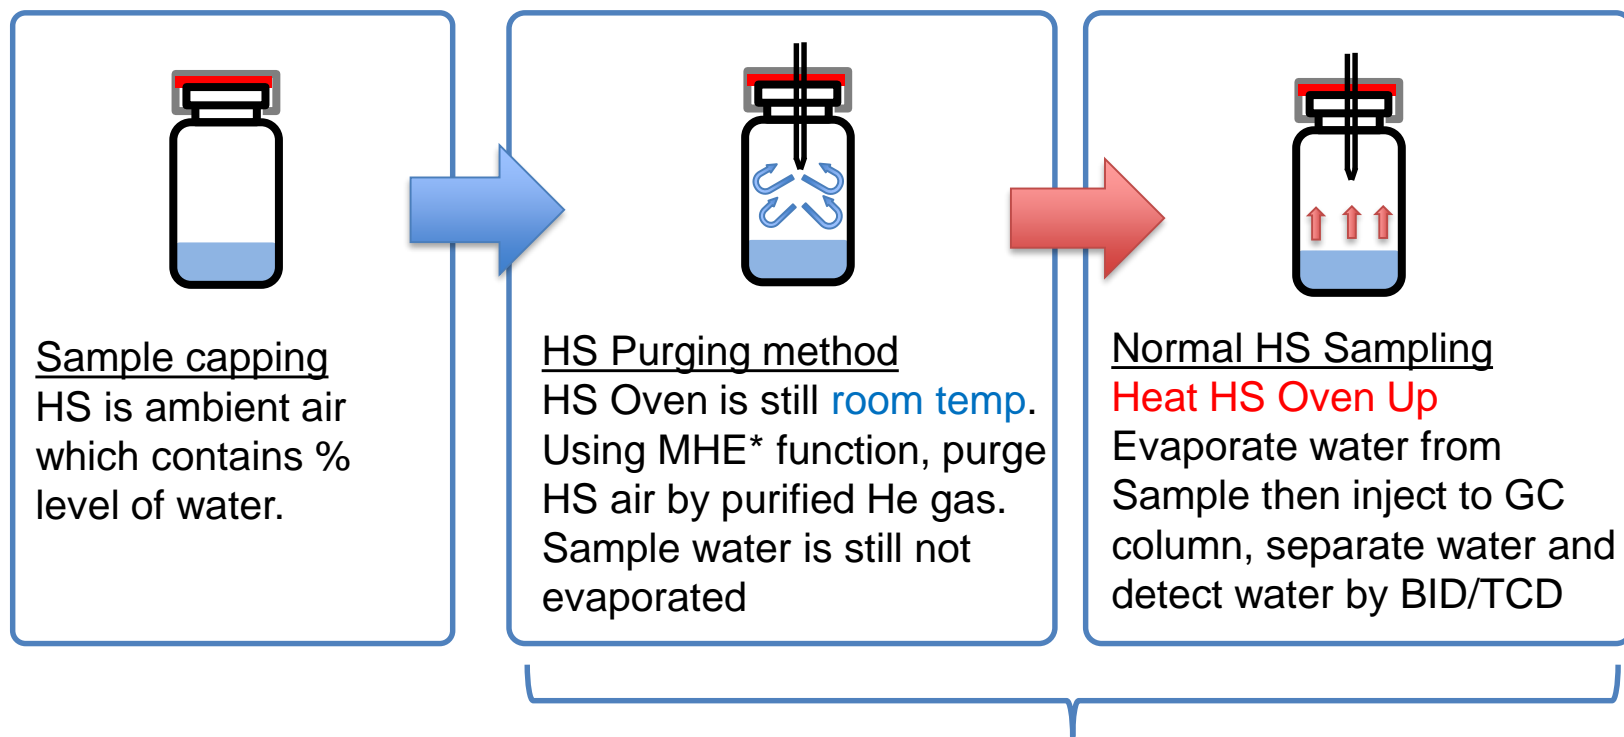 Sample capping
HS is ambient air
which contains %
level of water.
HS Purging method
HS Oven is still room temp.
Using MHE* function, purge
HS air by purified He gas.
Sample water is still not
evaporated
Normal HS Sampling
Heat HS Oven Up
Evaporate water from
Sample then inject to GC
column, separate water and
detect water by BID/TCD